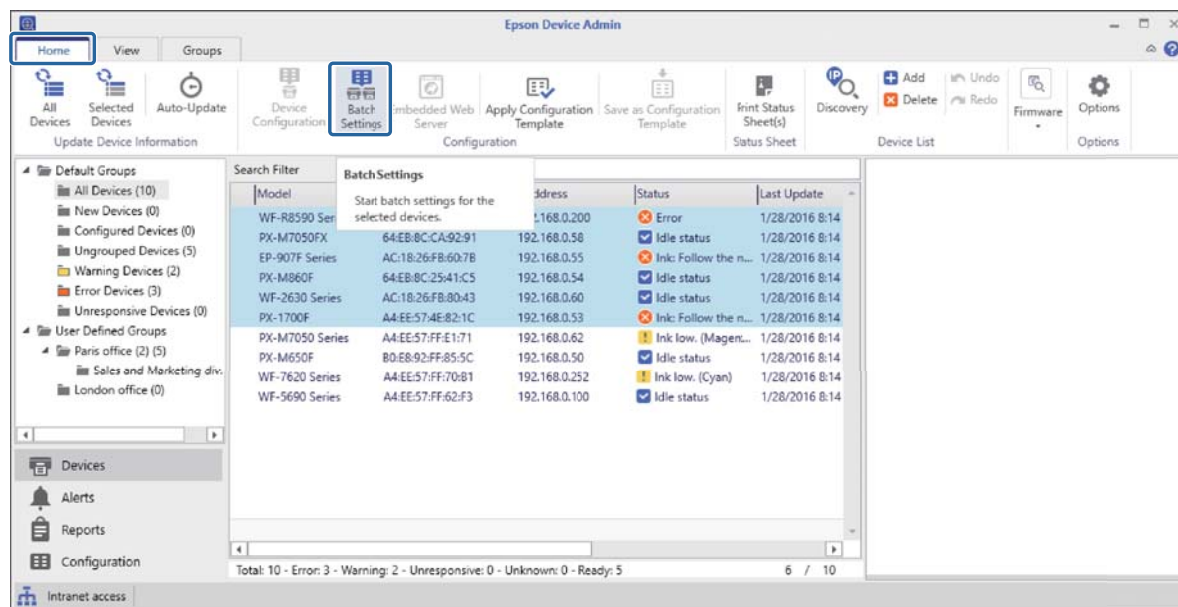 Epson Device Admin
Home View Groups
All Devices
Selected Devices
Auto-Update
Update Device Information
Device Configuration
Batch Settings
Embedded Web Server
Apply Configuration Template
Save as Configuration Template
Configuration
Print Status Sheet(s)
Status Sheet
IP
Discovery
Add
Delete
Undo
Redo
Device List
Firmware
Options
Options
Default Groups
All Devices (10)
New Devices (0)
Configured Devices (0)
Ungrouped Devices (5)
Warning Devices (2)
Error Devices (3)
Unresponsive Devices (0)
User Defined Groups
Paris office (2) (5)
Sales and Marketing div.
London office (0)
Devices
Alerts
Reports
Configuration
Search Filter
Batch Settings
Start batch settings for the
selected devices.
Model ddress Status Last Update
WF-R8590 Ser 2.168.0.200 Error 1/28/2016 8:14
PX-M7050FX 64:EB:8C:CA:92:91 192.168.0.58 Idle status 1/28/2016 8:14
EP-907F Series AC:18:26:FB:60:7B 192.168.0.55 Ink: Follow the n... 1/28/2016 8:14
PX-M860F 64:EB:8C:25:41:C5 192.168.0.54 Idle status 1/28/2016 8:14
WF-2630 Series AC:18:26:FB:80:43 192.168.0.60 Idle status 1/28/2016 8:14
PX-1700F A4:EE:57:4E:82:1C 192.168.0.53 Ink: Follow the n... 1/28/2016 8:14
PX-M7050 Series A4:EE:57:FF:E1:71 192.168.0.62 Ink low. (Magen... 1/28/2016 8:14
PX-M650F B0:E8:92:FF:85:5C 192.168.0.50 Idle status 1/28/2016 8:14
WF-7620 Series A4:EE:57:FF:70:B1 192.168.0.252 Ink low. (Cyan) 1/28/2016 8:14
WF-5690 Series A4:EE:57:FF:62:F3 192.168.0.100 Idle status 1/28/2016 8:14
Total: 10 - Error: 3 - Warning: 2 - Unresponsive: 0 - Unknown: 0 - Ready: 5 6 / 10
Intranet access